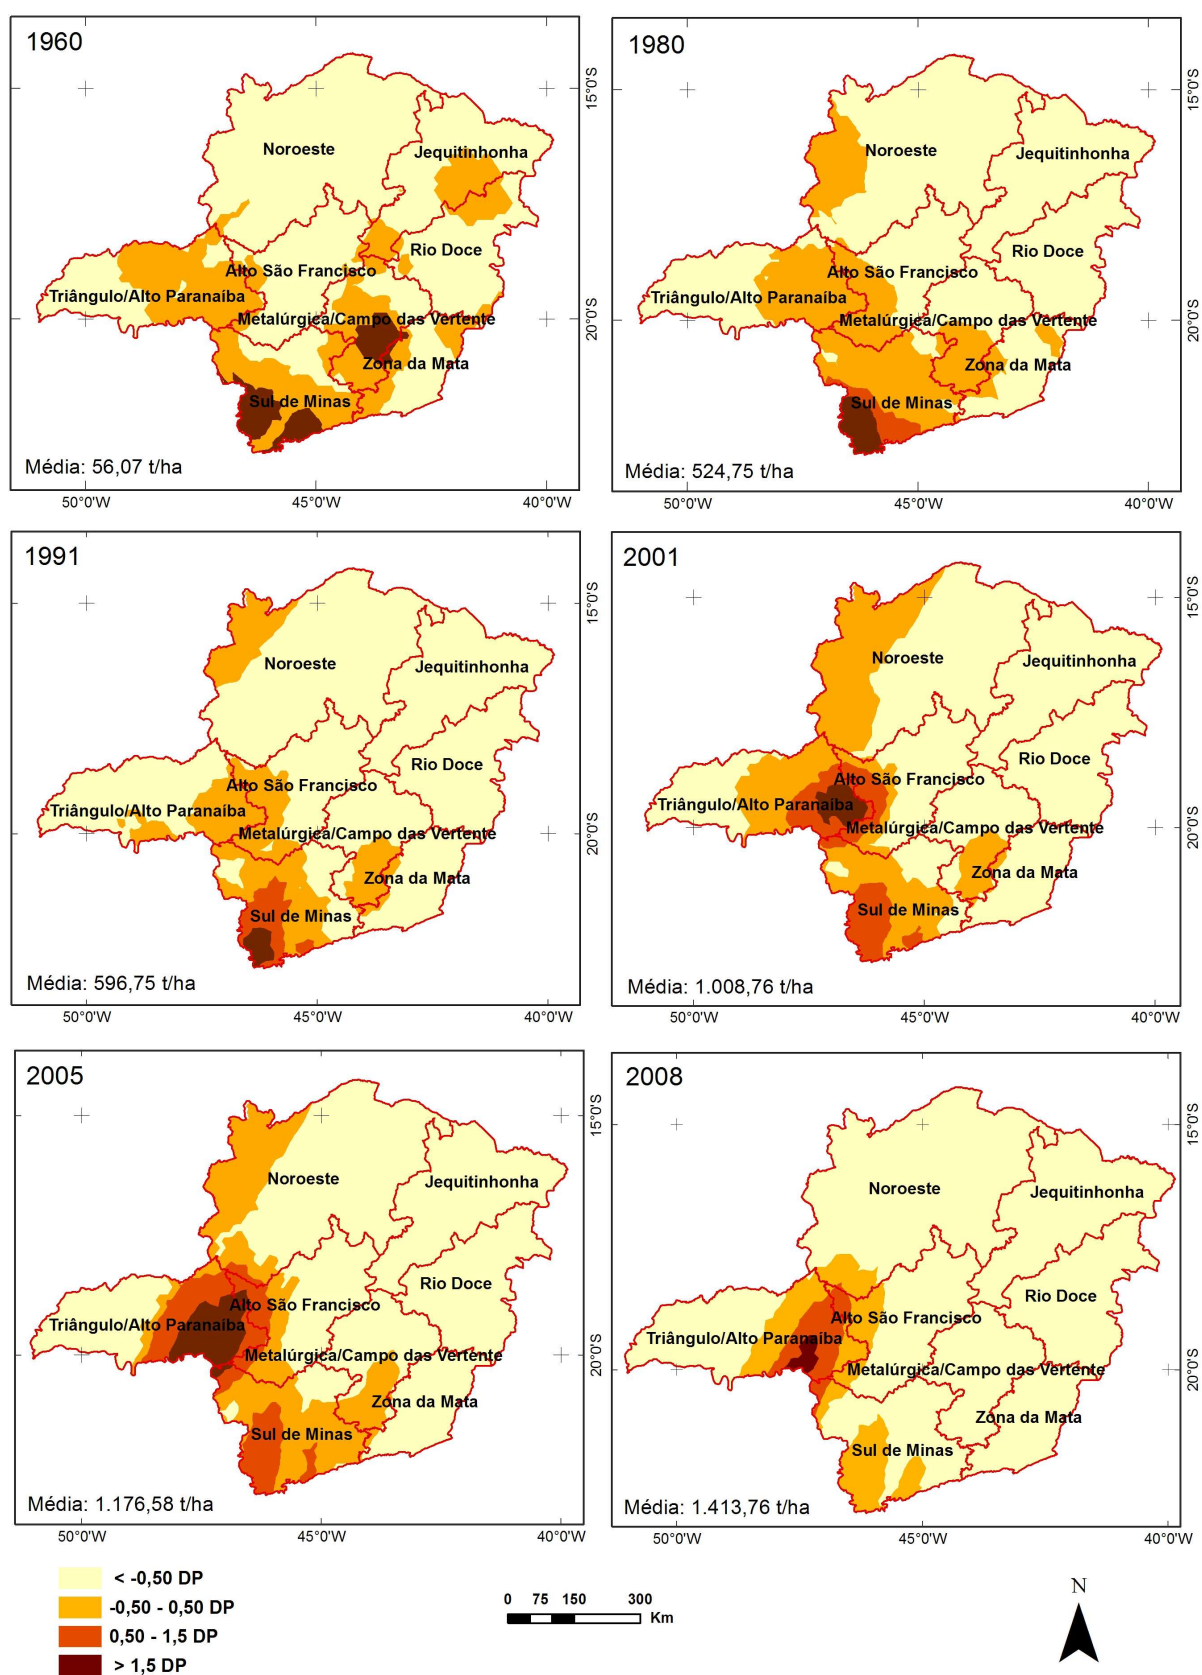 1960
Noroeste
Jequitinhonha
Rio Doce
Alto São Francisco
Triângulo/Alto Paranaíba
Metalúrgica/Campo das Vertente
Zona da Mata
Sul de Minas
Média: 56,07 t/ha
15°0'S
20°0'S
50°0'W 45°0'W 40°0'W
1980
Noroeste
Jequitinhonha
Rio Doce
Alto São Francisco
Triângulo/Alto Paranaíba
Metalúrgica/Campo das Vertente
Zona da Mata
Sul de Minas
Média: 524,75 t/ha
15°0'S
20°0'S
50°0'W 45°0'W 40°0'W
1991
Noroeste
Jequitinhonha
Rio Doce
Alto São Francisco
Triângulo/Alto Paranaíba
Metalúrgica/Campo das Vertente
Zona da Mata
Sul de Minas
Média: 596,75 t/ha
15°0'S
20°0'S
50°0'W 45°0'W 40°0'W
2001
Noroeste
Jequitinhonha
Rio Doce
Alto São Francisco
Triângulo/Alto Paranaíba
Metalúrgica/Campo das Vertente
Zona da Mata
Sul de Minas
Média: 1.008,76 t/ha
15°0'S
20°0'S
50°0'W 45°0'W 40°0'W
2005
Noroeste
Jequitinhonha
Rio Doce
Alto São Francisco
Triângulo/Alto Paranaíba
Metalúrgica/Campo das Vertente
Zona da Mata
Sul de Minas
Média: 1.176,58 t/ha
15°0'S
20°0'S
50°0'W 45°0'W 40°0'W
2008
Noroeste
Jequitinhonha
Rio Doce
Alto São Francisco
Triângulo/Alto Paranaíba
Metalúrgica/Campo das Vertente
Zona da Mata
Sul de Minas
Média: 1.413,76 t/ha
15°0'S
20°0'S
50°0'W 45°0'W 40°0'W
< -0,50 DP
-0,50 - 0,50 DP
0,50 - 1,5 DP
> 1,5 DP
0 75 150 300
Km
N